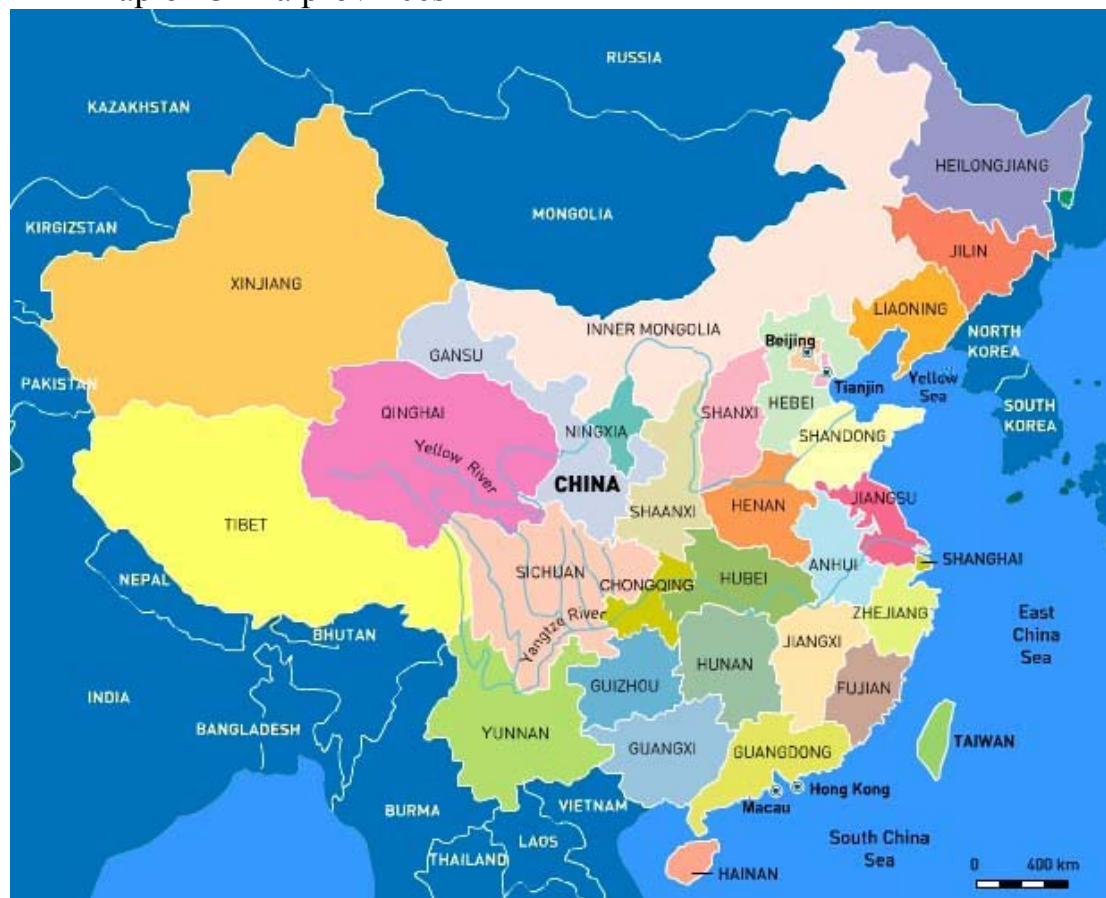 RUSSIA
KAZAKHSTAN
HEILONGJIANG
MONGOLIA
KIRGIZSTAN
JILIN
XINJIANG
LIAONING
INNER MONGOLIA
NORTH
KOREA
Beijing
GANSU
PAKISTAN
Tianjin
Yellow
Sea
QINGHAI
SHANXI
HEBEI
SOUTH
KOREA
NINGXIA
SHANDONG
Yellow River
CHINA
JIANGSU
HENAN
SHAANXI
TIBET
SHANGHAI
ANHUI
SICHUAN
HUBEI
NEPAL
CHONGQING
ZHEJIANG
East
China
Sea
Yangtze River
BHUTAN
JIANGXI
HUNAN
GUIZHOU
FUJIAN
INDIA
BANGLADESH
YUNNAN
TAIWAN
GUANGXI
GUANGDONG
Hong Kong
Macau
BURMA
VIETNAM
LAOS
South China
Sea
THAILAND
0 400 km
HAINAN